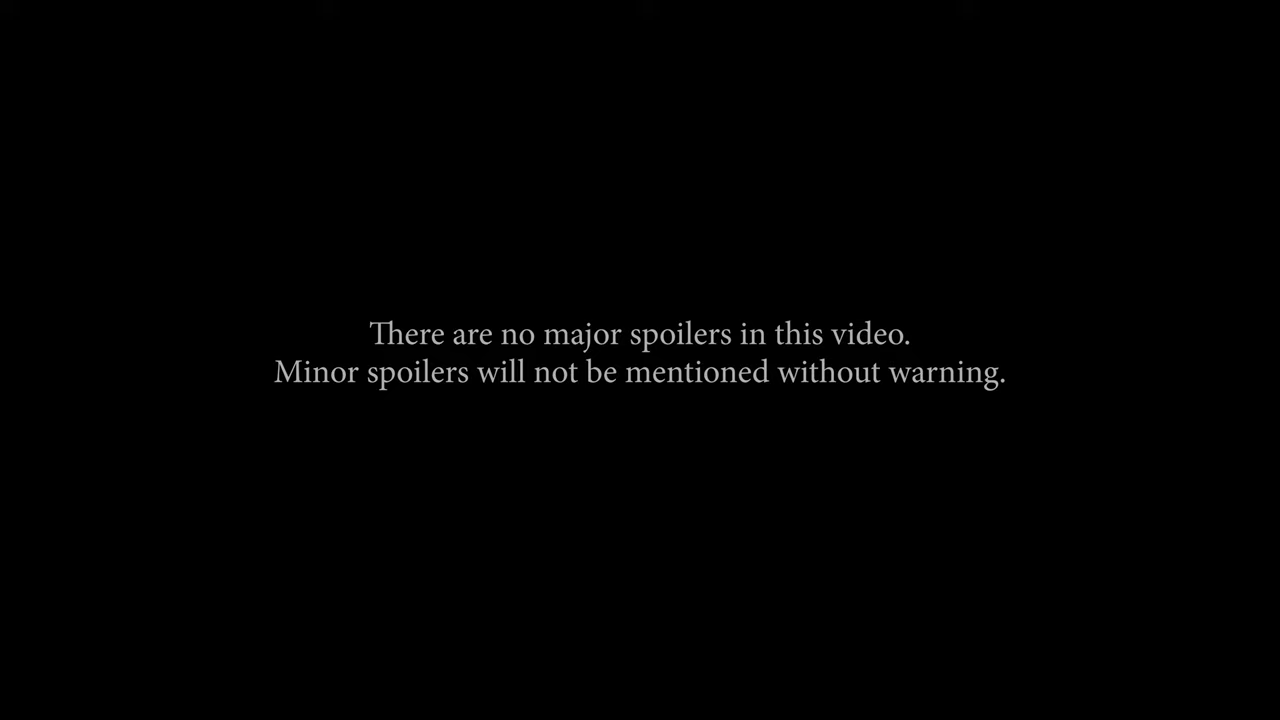 There are no major spoilers in this video.
Minor spoilers will not be mentioned without warning.